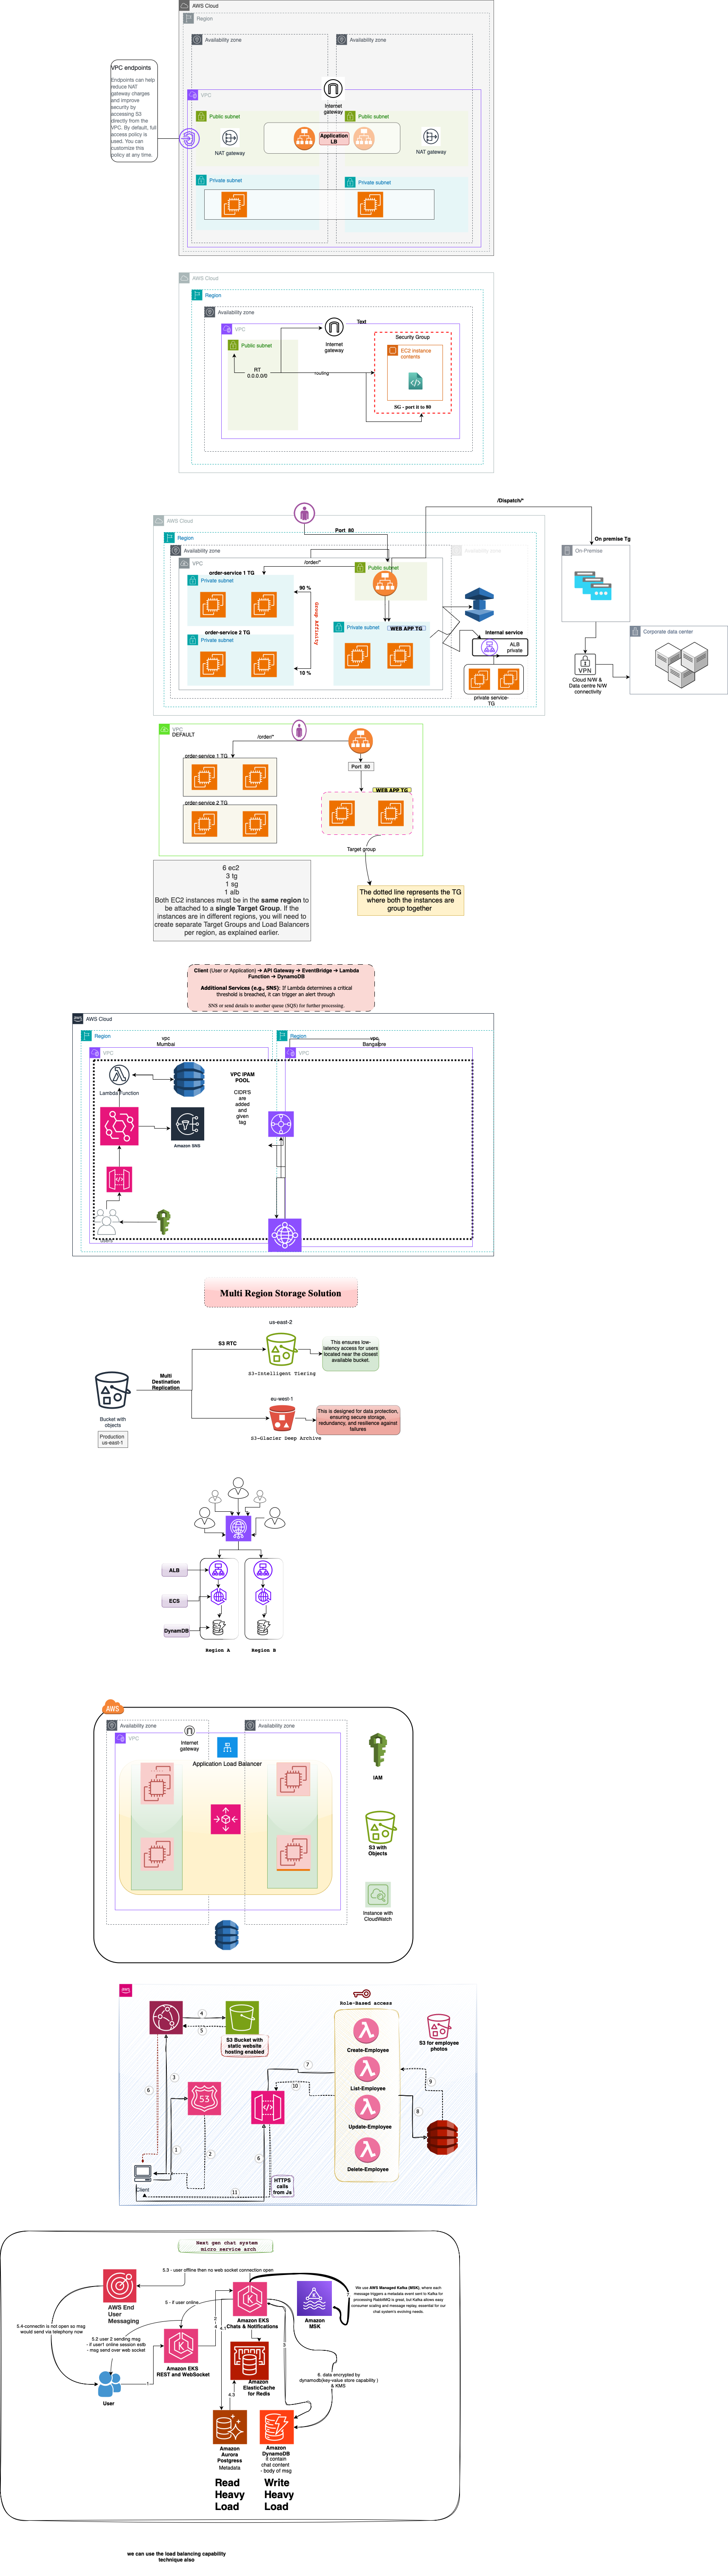 AWS Cloud
Region
Availability zone
Availability zone
VPC endpoints
Endpoints can help
reduce NAT
gateway charges
and improve
security by
accessing S3
directly from the
VPC. By default, full
access policy is
used. You can
customize this
policy at any time.
VPC
Internet
gateway
Public subnet
Public subnet
NAT gateway
Application
LB
NAT gateway
Private subnet
Private subnet
AWS Cloud
Region
Availability zone
VPC
Text
Internet
gateway
Public subnet
RT
0.0.0.0/0
routing
Security Group
EC2 instance
contents
SG - port it to 80
/Dispatch/*
AWS Cloud
Port 80
Region
On premise Tg
Availability zone
Availability zone
On-Premise
VPC
/order/*
Public subnet
order-service 1 TG
Private subnet
90 %
Group Affinity
order-service 2 TG
Private subnet
10 %
Private subnet
WEB APP TG
Internal service
ALB
private
private service-
TG
VPN
Cloud N/W &
Data centre N/W
connectivity
Corporate data center
VPC
DEFAULT
/order/*
order-service 1 TG
Port 80
order-service 2 TG
WEB APP TG
Target group
6 ec2
3 tg
1 sg
1 alb
Both EC2 instances must be in the same region to
be attached to a single Target Group. If the
instances are in different regions, you will need to
create separate Target Groups and Load Balancers
per region, as explained earlier.
The dotted line represents the TG
where both the instances are
group together
Client (User or Application) → API Gateway → EventBridge → Lambda
Function → DynamoDB
Additional Services (e.g., SNS): If Lambda determines a critical
threshold is breached, it can trigger an alert through
SNS or send details to another queue (SQS) for further processing.
AWS Cloud
Region
Region
vpc
Mumbai
vpc
Bangalore
VPC
VPC
Lambda Function
VPC IPAM
POOL
CIDR'S
are
added
and
given
tag
Amazon SNS
Users
Multi Region Storage Solution
us-east-2
S3 RTC
This ensures low-
latency access for users
located near the closest
available bucket.
S3-Intelligent Tiering
Multi
Destination
Replication
Bucket with
objects
Production
us-east-1
eu-west-1
This is designed for data protection,
ensuring secure storage,
redundancy, and resilience against
failures
S3-Glacier Deep Archive
ALB
ECS
DynamDB
Region A
Region B
AWS
Availability zone
Availability zone
VPC
Internet
gateway
Application Load Balancer
IAM
S3 with
Objects
Instance with
CloudWatch
aws
Role-Based access
4
5
S3 Bucket with
static website
hosting enabled
Create-Employee
List-Employee
Update-Employee
Delete-Employee
S3 for employee
photos
7
3
6
10
9
53
8
1
2
6
Client
11
HTTPS
calls
from Js
Next gen chat system
micro service arch
5.3 - user offline then no web socket connection open
AWS End
User
Messaging
5 - if user online
Amazon EKS
Chats & Notifications
Amazon
MSK
We use AWS Managed Kafka (MSK), where each
message triggers a metadata event sent to Kafka for
processing RabbitMQ is great, but Kafka allows easy
consumer scaling and message replay, essential for our
chat system's evolving needs.
5.4-connectin is not open so msg
would send via telephony now
5.2 user 2 sending msg
- if user1 online session estb
- msg send over web socket
Amazon EKS
REST and WebSocket
User
Amazon
ElasticCache
for Redis
4.3
6. data encrypted by
dynamodb(key-value store capability )
& KMS
Amazon
Aurora
Postgress
Metadata
Amazon
DynamoDB
it contain
chat content
- body of msg
Read
Heavy
Load
Write
Heavy
Load
we can use the load balancing capability
technique also